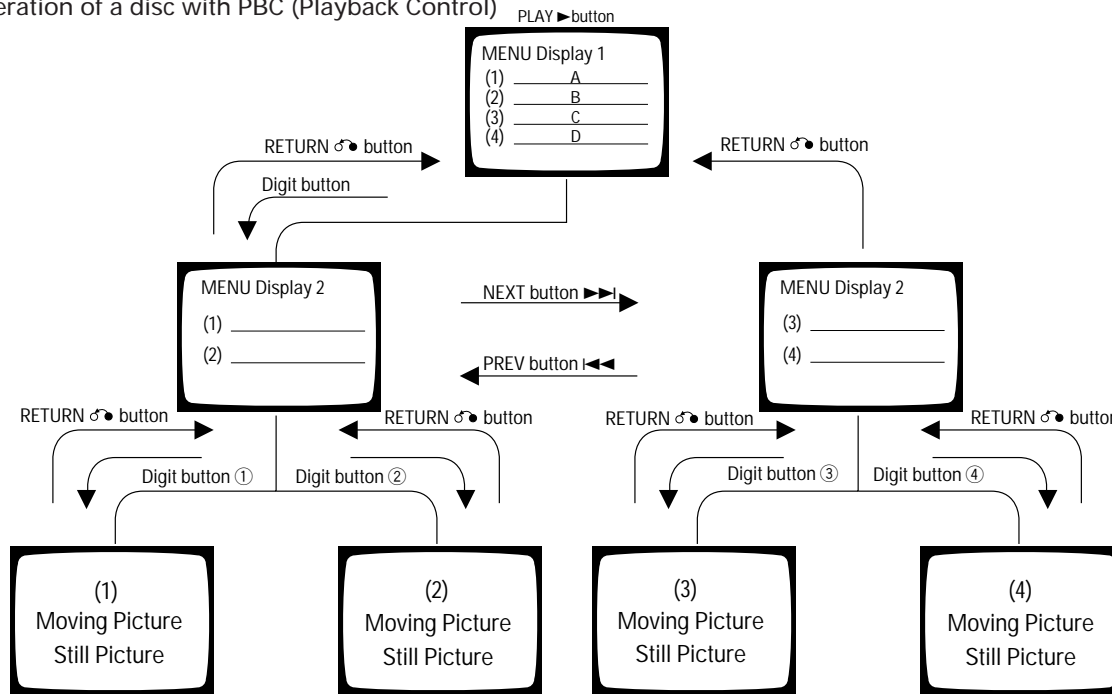 eration of a disc with PBC (Playback Control)
PLAY ► button
MENU Display 1
(1) A
(2) B
(3) C
(4) D
RETURN button
RETURN button
Digit button
MENU Display 2
(1)
(2)
NEXT button ►►I
PREV button I◄◄
MENU Display 2
(3)
(4)
RETURN button
RETURN button
RETURN button
RETURN button
Digit button ①
Digit button ②
Digit button ③
Digit button ④
(1)
Moving Picture
Still Picture
(2)
Moving Picture
Still Picture
(3)
Moving Picture
Still Picture
(4)
Moving Picture
Still Picture